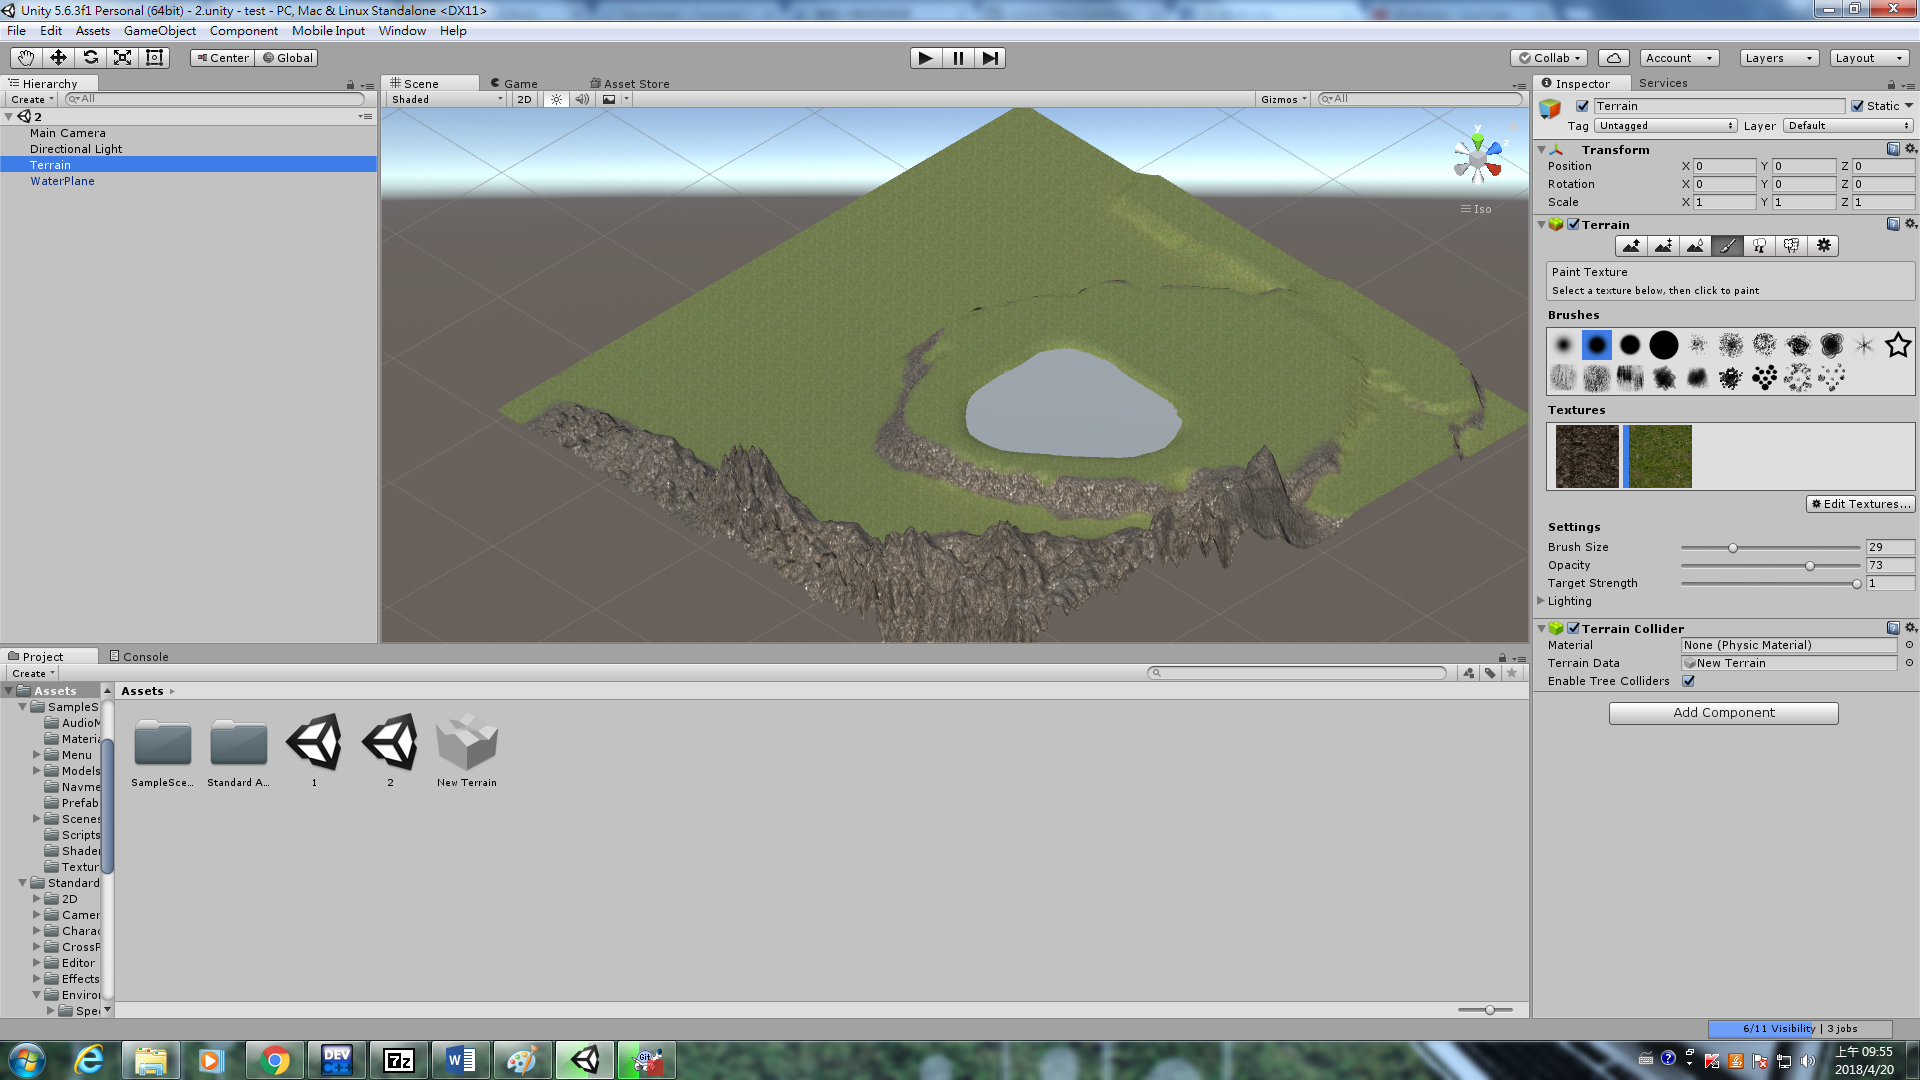 Unity 5.6.3f1 Personal (64bit) - 2.unity - test - PC, Mac & Linux Standalone <DX11>
File Edit Assets GameObject Component Mobile Input Window Help
Center Global Collab Account Layers Layout
Hierarchy
Create All
2
Main Camera
Directional Light
Terrain
WaterPlane
Scene Game Asset Store
Shaded 2D Gizmos All
y
z
Iso
Inspector Services
Terrain Static
Tag Untagged Layer Default
Transform
Position X 0 Y 0 Z 0
Rotation X 0 Y 0 Z 0
Scale X 1 Y 1 Z 1
Terrain
Paint Texture
Select a texture below, then click to paint
Brushes
Textures
Edit Textures...
Settings
Brush Size 29
Opacity 73
Target Strength 1
Lighting
Terrain Collider
Material None (Physic Material)
Terrain Data New Terrain
Enable Tree Colliders
Add Component
Project Console
Create
Assets
SampleS
AudioM
Materia
Menu
Models
Navme
Prefab
Scenes
Scripts
Shader
Textur
Standard
2D
Camer
Charac
CrossP
Editor
Effects
Enviro
Spee
Assets
SampleSce... Standard A... 1 2 New Terrain
6/11 Visibility | 3 jobs
DEV C++ 7z W Git
上午 09:55
2018/4/20